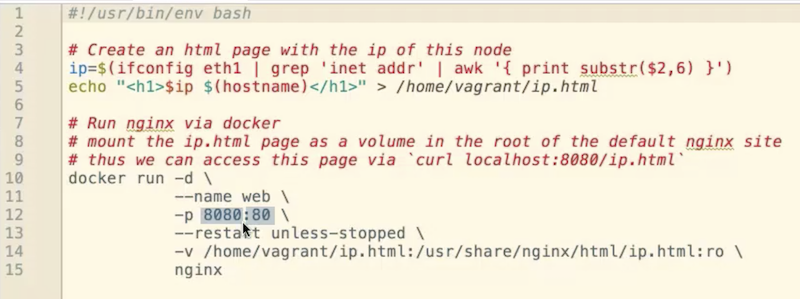 1 #!/usr/bin/env bash
2
3 # Create an html page with the ip of this node
4 ip=$(ifconfig eth1 | grep 'inet addr' | awk '{ print substr($2,6) }')
5 echo "<h1>$ip $(hostname)</h1>" > /home/vagrant/ip.html
6
7 # Run nginx via docker
8 # mount the ip.html page as a volume in the root of the default nginx site
9 # thus we can access this page via `curl localhost:8080/ip.html`
10 docker run -d \
11 --name web \
12 -p 8080:80 \
13 --restart unless-stopped \
14 -v /home/vagrant/ip.html:/usr/share/nginx/html/ip.html:ro \
15 nginx